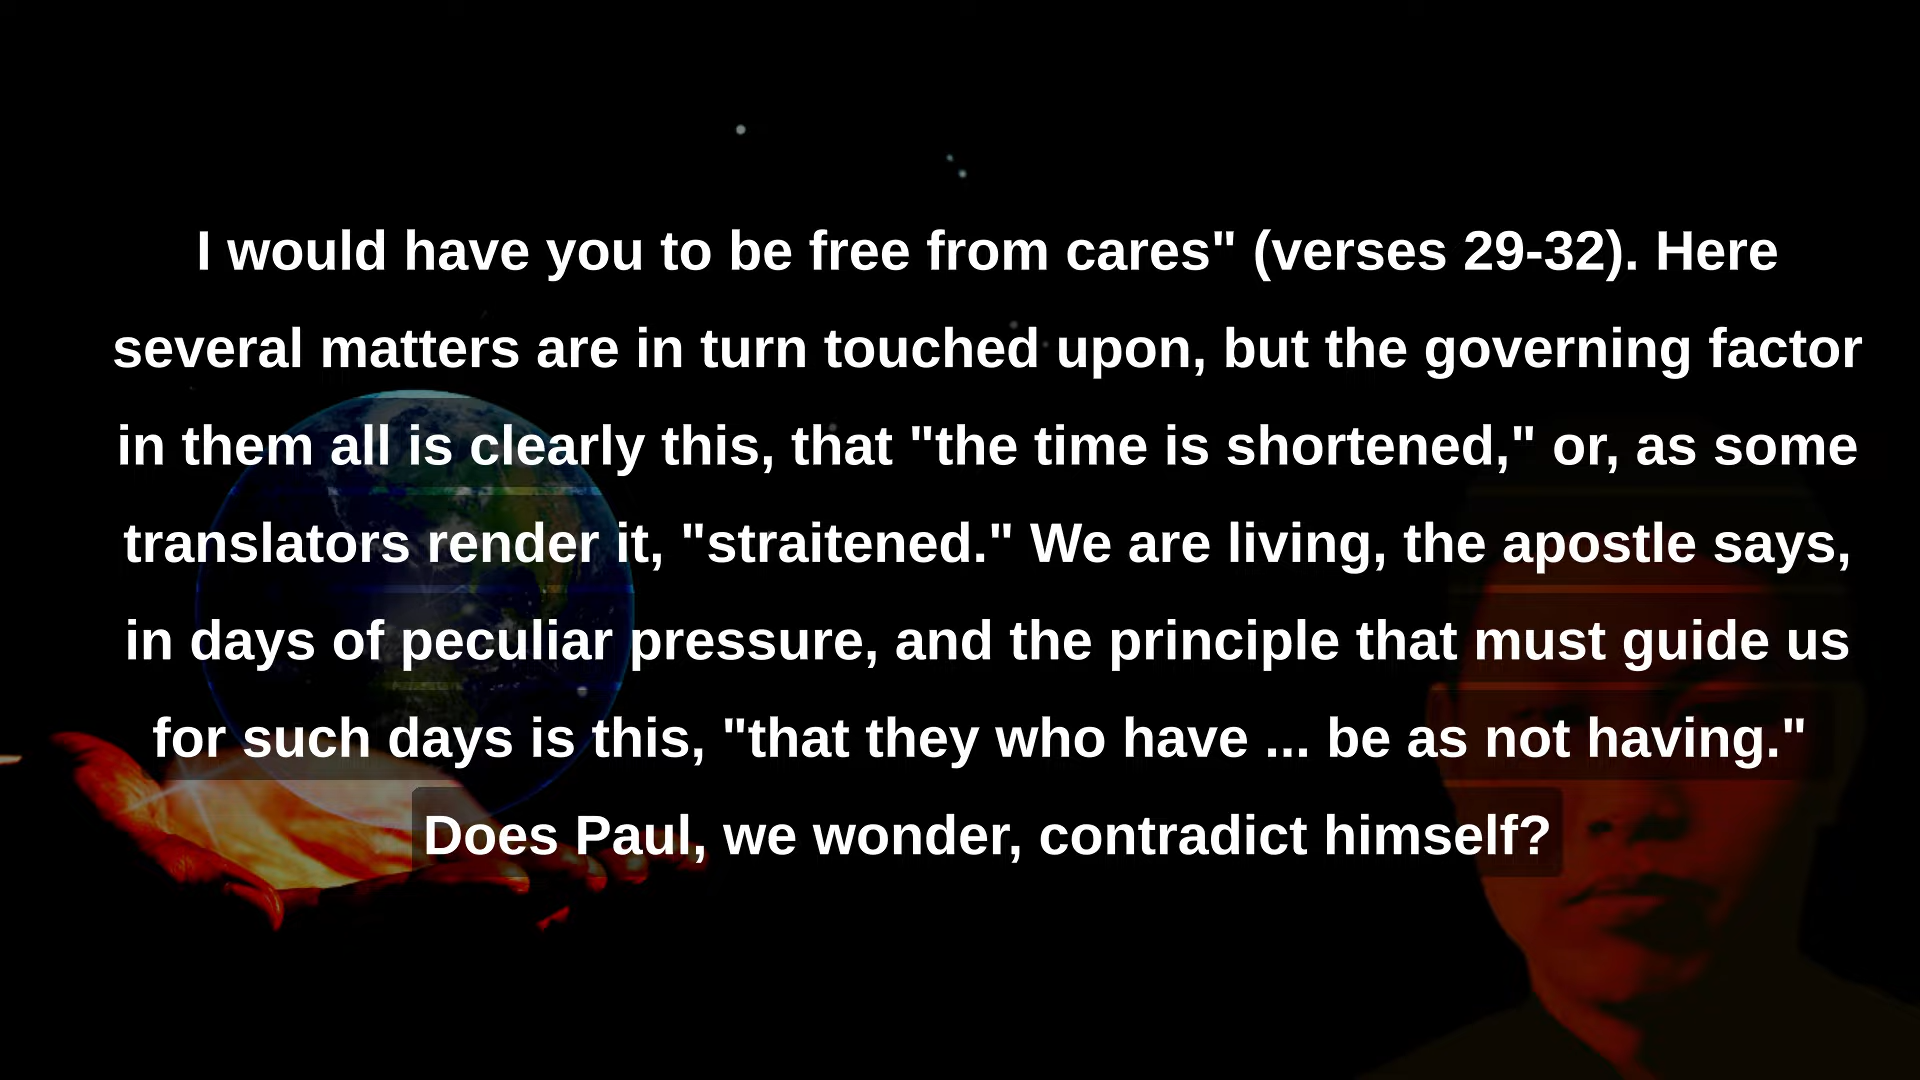 I would have you to be free from cares" (verses 29-32). Here
several matters are in turn touched upon, but the governing factor
in them all is clearly this, that "the time is shortened," or, as some
translators render it, "straitened." We are living, the apostle says,
in days of peculiar pressure, and the principle that must guide us
for such days is this, "that they who have ... be as not having."
Does Paul, we wonder, contradict himself?